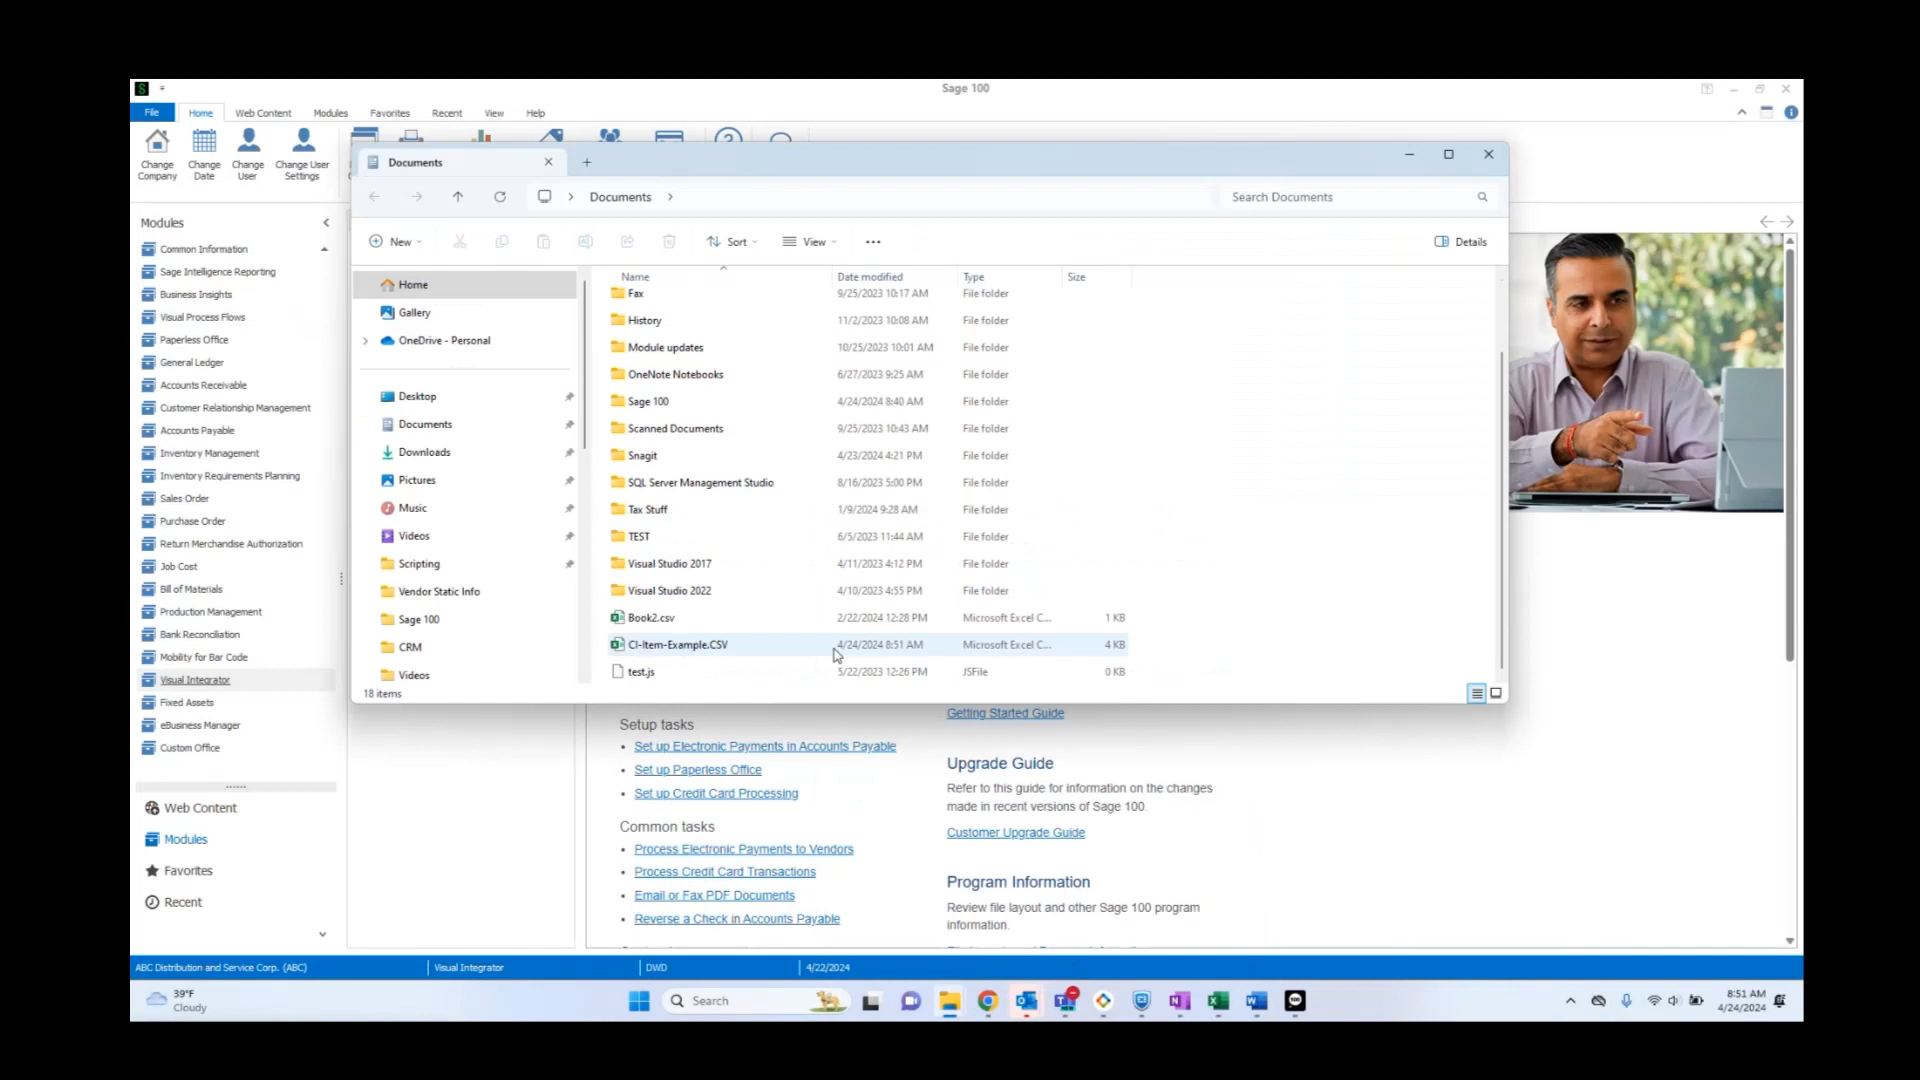 Sage 100
File Home Web Content Modules Favorites Recent View Help
Change Company
Change Date
Change User
Change User Settings
Documents
Documents
Search Documents
New
Sort
View
Details
Modules
Common Information
Sage Intelligence Reporting
Business Insights
Visual Process Flows
Paperless Office
General Ledger
Accounts Receivable
Customer Relationship Management
Accounts Payable
Inventory Management
Inventory Requirements Planning
Sales Order
Purchase Order
Return Merchandise Authorization
Job Cost
Bill of Materials
Production Management
Bank Reconciliation
Mobility for Bar Code
Visual Integrator
Fixed Assets
eBusiness Manager
Custom Office
Web Content
Modules
Favorites
Recent
Home
Gallery
OneDrive - Personal
Desktop
Documents
Downloads
Pictures
Music
Videos
Scripting
Vendor Static Info
Sage 100
CRM
Videos
18 items
Name Date modified Type Size
Fax 9/25/2023 10:17 AM File folder
History 11/2/2023 10:08 AM File folder
Module updates 10/25/2023 10:01 AM File folder
OneNote Notebooks 6/27/2023 9:25 AM File folder
Sage 100 4/24/2024 8:40 AM File folder
Scanned Documents 9/25/2023 10:43 AM File folder
Snagit 4/23/2024 4:21 PM File folder
SQL Server Management Studio 8/16/2023 5:00 PM File folder
Tax Stuff 1/9/2024 9:28 AM File folder
TEST 6/5/2023 11:44 AM File folder
Visual Studio 2017 4/11/2023 4:12 PM File folder
Visual Studio 2022 4/10/2023 4:55 PM File folder
Book2.csv 2/22/2024 12:28 PM Microsoft Excel C... 1 KB
CI-Item-Example.CSV 4/24/2024 8:51 AM Microsoft Excel C... 4 KB
test.js 5/22/2023 12:26 PM JSFile 0 KB
Setup tasks
Set up Electronic Payments in Accounts Payable
Set up Paperless Office
Set up Credit Card Processing
Common tasks
Process Electronic Payments to Vendors
Process Credit Card Transactions
Email or Fax PDF Documents
Reverse a Check in Accounts Payable
Getting Started Guide
Upgrade Guide
Refer to this guide for information on the changes
made in recent versions of Sage 100.
Customer Upgrade Guide
Program Information
Review file layout and other Sage 100 program
information.
ABC Distribution and Service Corp. (ABC) Visual Integrator DWD 4/22/2024
39°F
Cloudy
Search
8:51 AM
4/24/2024